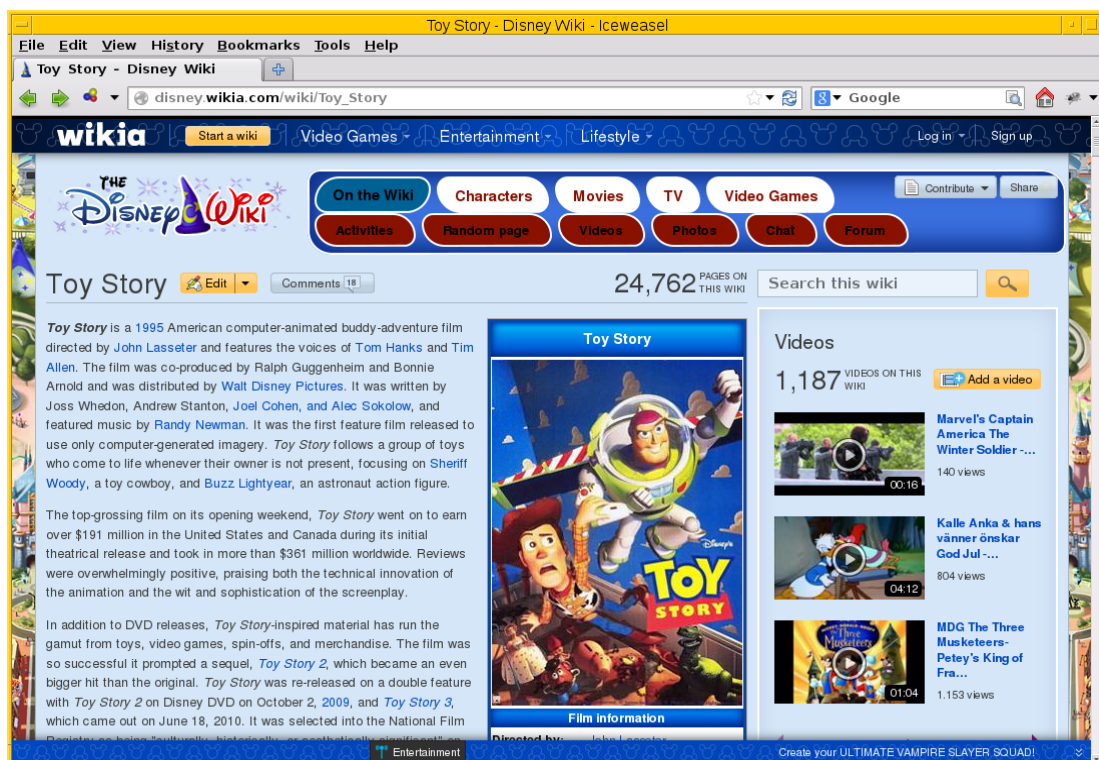 Toy Story - Disney Wiki - Iceweasel
File Edit View History Bookmarks Tools Help
Toy Story - Disney Wiki
disney.wikia.com/wiki/Toy_Story
8 Google
wikia
Start a wiki
Video Games
Entertainment
Lifestyle
Log in
Sign up
THE DISNEY WIKI
On the Wiki
Characters
Movies
TV
Video Games
Contribute
Share
Activities
Random page
Videos
Photos
Chat
Forum
Toy Story
Edit
Comments 18
24,762 PAGES ON THIS WIKI
Search this wiki
Toy Story is a 1995 American computer-animated buddy-adventure film
directed by John Lasseter and features the voices of Tom Hanks and Tim
Allen. The film was co-produced by Ralph Guggenheim and Bonnie
Arnold and was distributed by Walt Disney Pictures. It was written by
Joss Whedon, Andrew Stanton, Joel Cohen, and Alec Sokolow, and
featured music by Randy Newman. It was the first feature film released to
use only computer-generated imagery. Toy Story follows a group of toys
who come to life whenever their owner is not present, focusing on Sheriff
Woody, a toy cowboy, and Buzz Lightyear, an astronaut action figure.
The top-grossing film on its opening weekend, Toy Story went on to earn
over $191 million in the United States and Canada during its initial
theatrical release and took in more than $361 million worldwide. Reviews
were overwhelmingly positive, praising both the technical innovation of
the animation and the wit and sophistication of the screenplay.
In addition to DVD releases, Toy Story-inspired material has run the
gamut from toys, video games, spin-offs, and merchandise. The film was
so successful it prompted a sequel, Toy Story 2, which became an even
bigger hit than the original. Toy Story was re-released on a double feature
with Toy Story 2 on Disney DVD on October 2, 2009, and Toy Story 3,
which came out on June 18, 2010. It was selected into the National Film
Registry as being "culturally, historically, or aesthetically significant" on
Toy Story
Disney's
TOY
STORY
Film information
Directed by: John Lasseter
Videos
1,187 VIDEOS ON THIS WIKI
Add a video
00:16
Marvel's Captain
America The
Winter Soldier -...
140 views
04:12
Kalle Anka & hans
vänner önskar
God Jul -...
804 views
The Three
Musketeers
01:04
MDG The Three
Musketeers-
Petey's King of
Fra...
1.153 views
Entertainment
Create your ULTIMATE VAMPIRE SLAYER SQUAD!